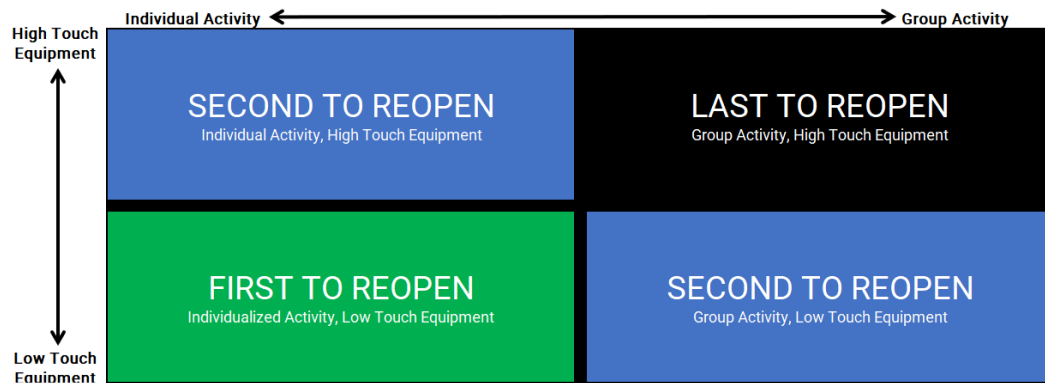 Individual Activity
Group Activity
High Touch
Equipment
SECOND TO REOPEN
Individual Activity, High Touch Equipment
LAST TO REOPEN
Group Activity, High Touch Equipment
FIRST TO REOPEN
Individualized Activity, Low Touch Equipment
SECOND TO REOPEN
Group Activity, Low Touch Equipment
Low Touch
Equipment